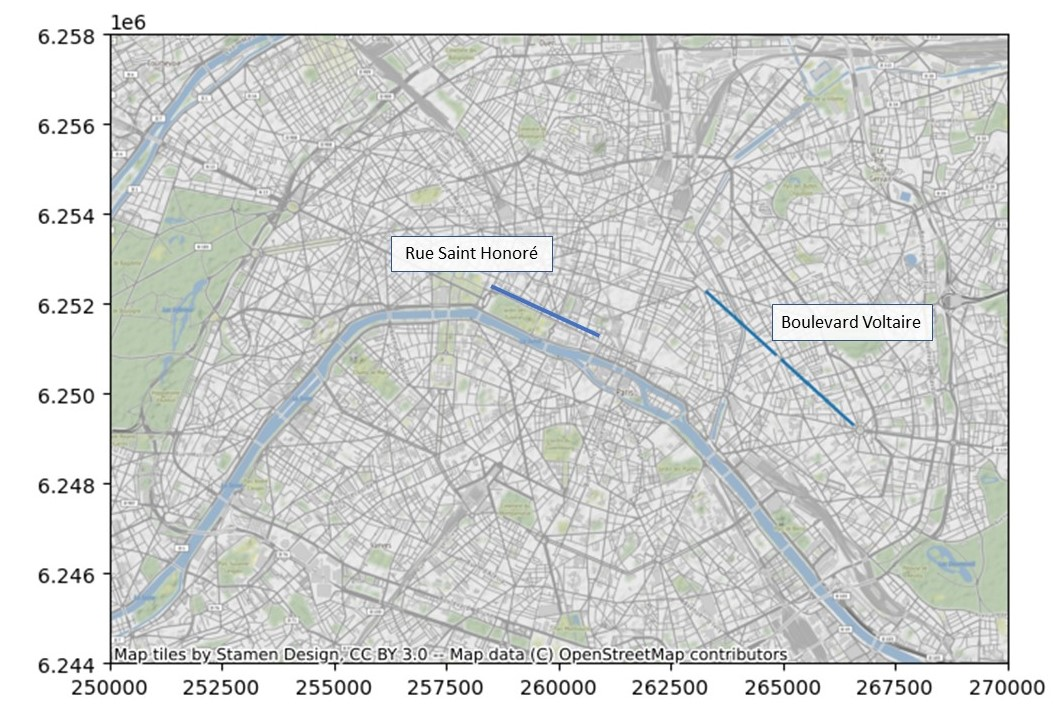 1e6
6.258
6.256
6.254
6.252
6.250
6.248
6.246
6.244
Rue Saint Honoré
Boulevard Voltaire
Paris
Map tiles by Stamen Design, CC BY 3.0 -- Map data (C) OpenStreetMap contributors
250000 252500 255000 257500 260000 262500 265000 267500 270000